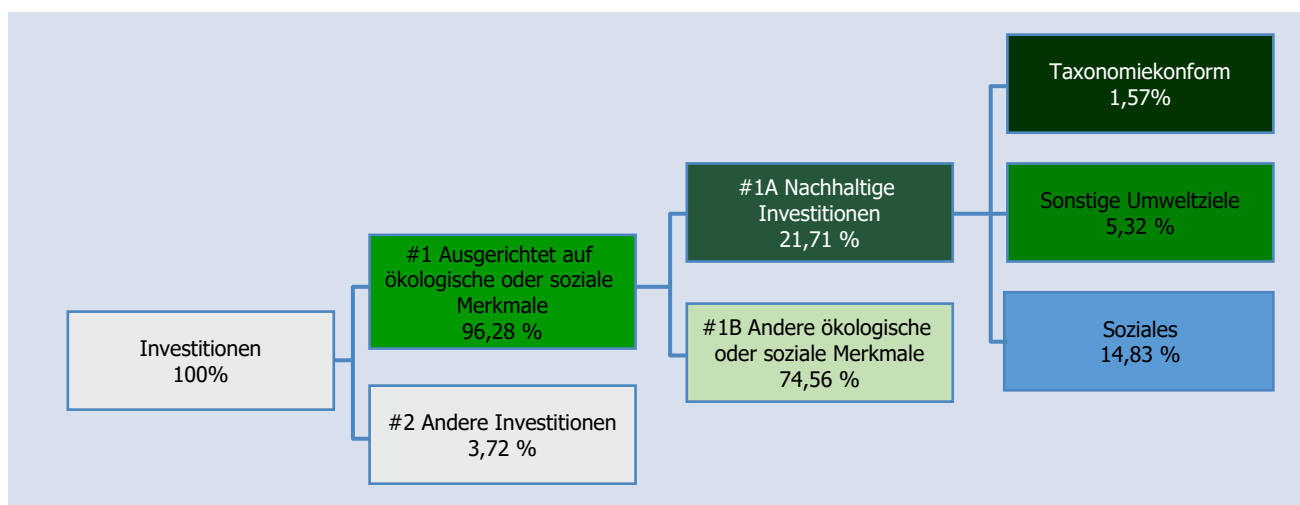 Investitionen
100%
#1 Ausgerichtet auf
ökologische oder soziale
Merkmale
96,28 %
#2 Andere Investitionen
3,72 %
#1A Nachhaltige
Investitionen
21,71 %
#1B Andere ökologische
oder soziale Merkmale
74,56 %
Taxonomiekonform
1,57%
Sonstige Umweltziele
5,32 %
Soziales
14,83 %